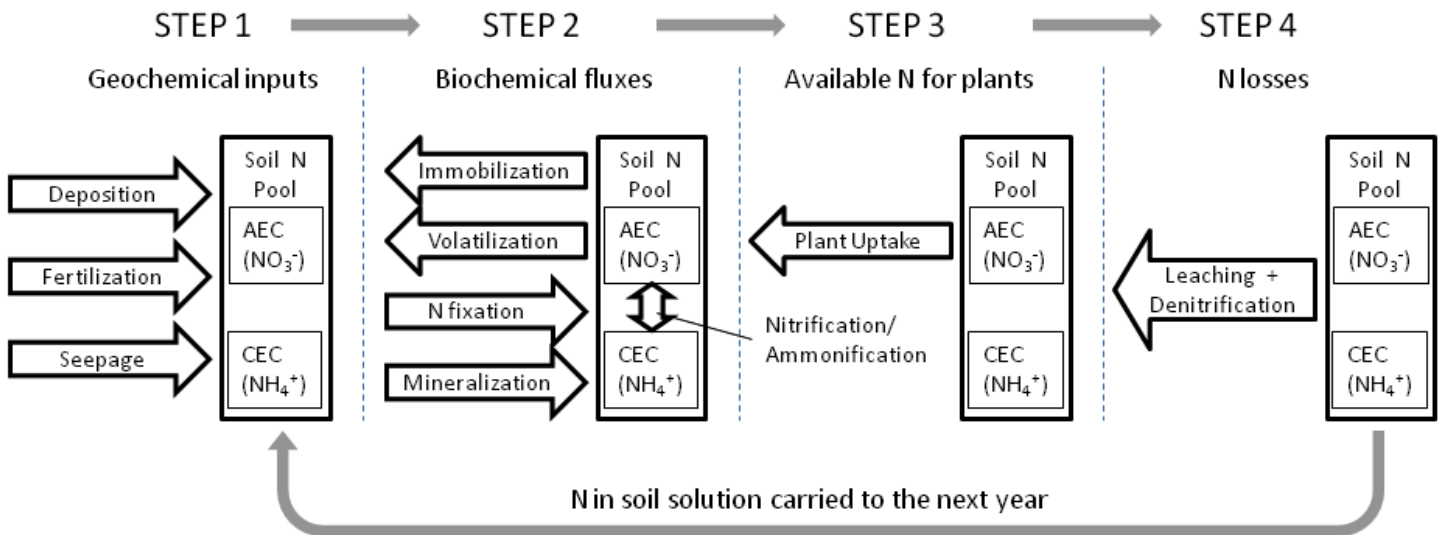 STEP 1
STEP 2
STEP 3
STEP 4
Geochemical inputs
Biochemical fluxes
Available N for plants
N losses
Deposition
Fertilization
Seepage
Soil N
Pool
AEC
(NO₃⁻)
CEC
(NH₄⁺)
Immobilization
Volatilization
N fixation
Mineralization
Soil N
Pool
AEC
(NO₃⁻)
CEC
(NH₄⁺)
Nitrification/
Ammonification
Plant Uptake
Soil N
Pool
AEC
(NO₃⁻)
CEC
(NH₄⁺)
Leaching +
Denitrification
Soil N
Pool
AEC
(NO₃⁻)
CEC
(NH₄⁺)
N in soil solution carried to the next year